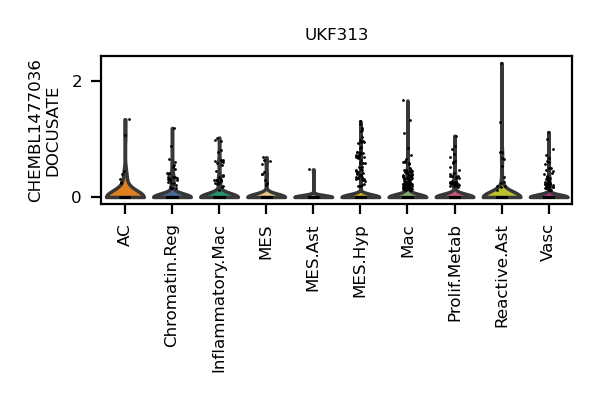 UKF313
CHEMBL1477036
DOCUSATE
2
0
AC
Chromatin.Reg
Inflammatory.Mac
MES
MES.Ast
MES.Hyp
Mac
Prolif.Metab
Reactive.Ast
Vasc